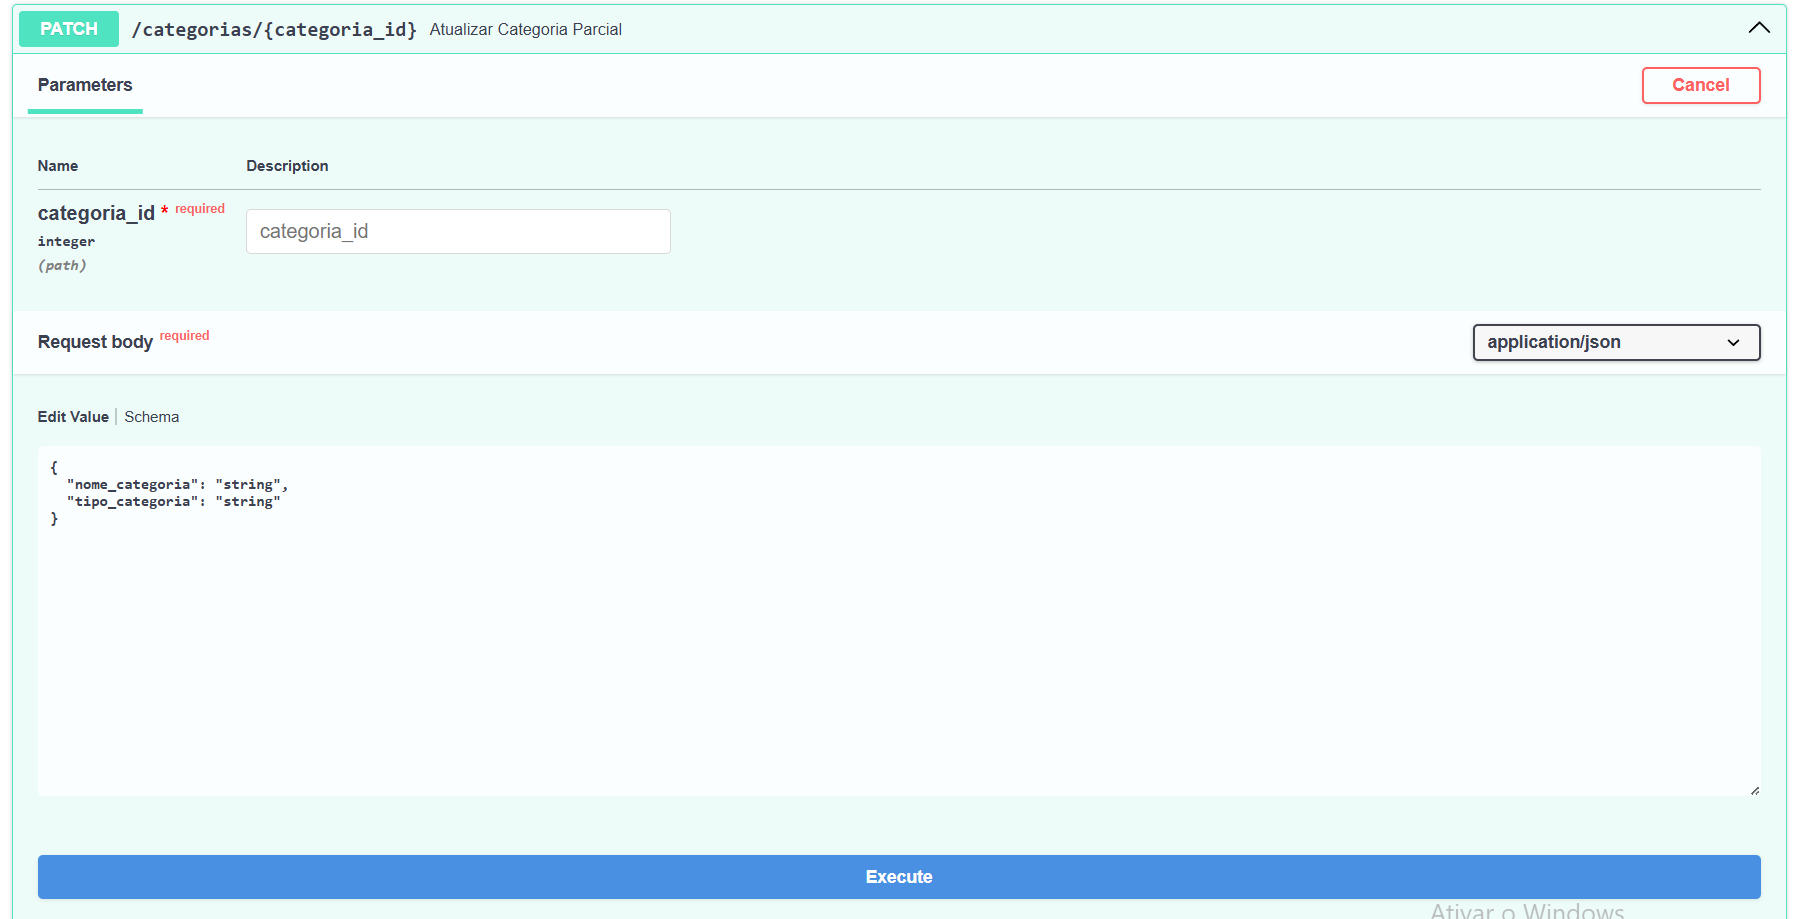 PATCH /categorias/{categoria_id} Atualizar Categoria Parcial
Parameters
Cancel
Name Description
categoria_id * required
integer
(path)
categoria_id
Request body required
application/json
Edit Value | Schema
{
  "nome_categoria": "string",
  "tipo_categoria": "string"
}
Execute
Ativar o Windows